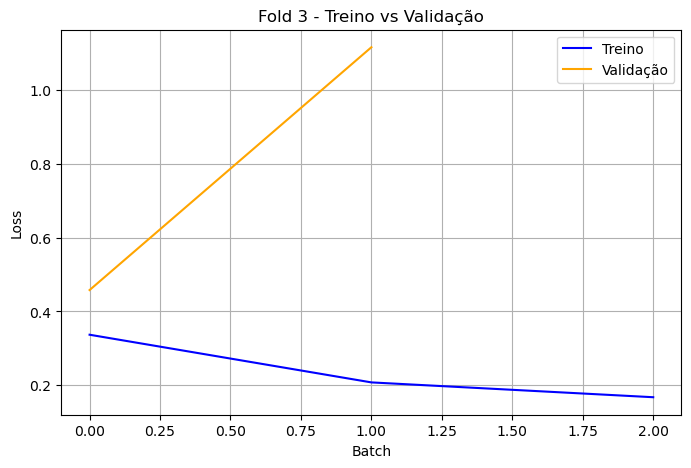 Fold 3 - Treino vs Validação
Treino
Validação
1.0
0.8
0.6
0.4
0.2
Loss
0.00 0.25 0.50 0.75 1.00 1.25 1.50 1.75 2.00
Batch